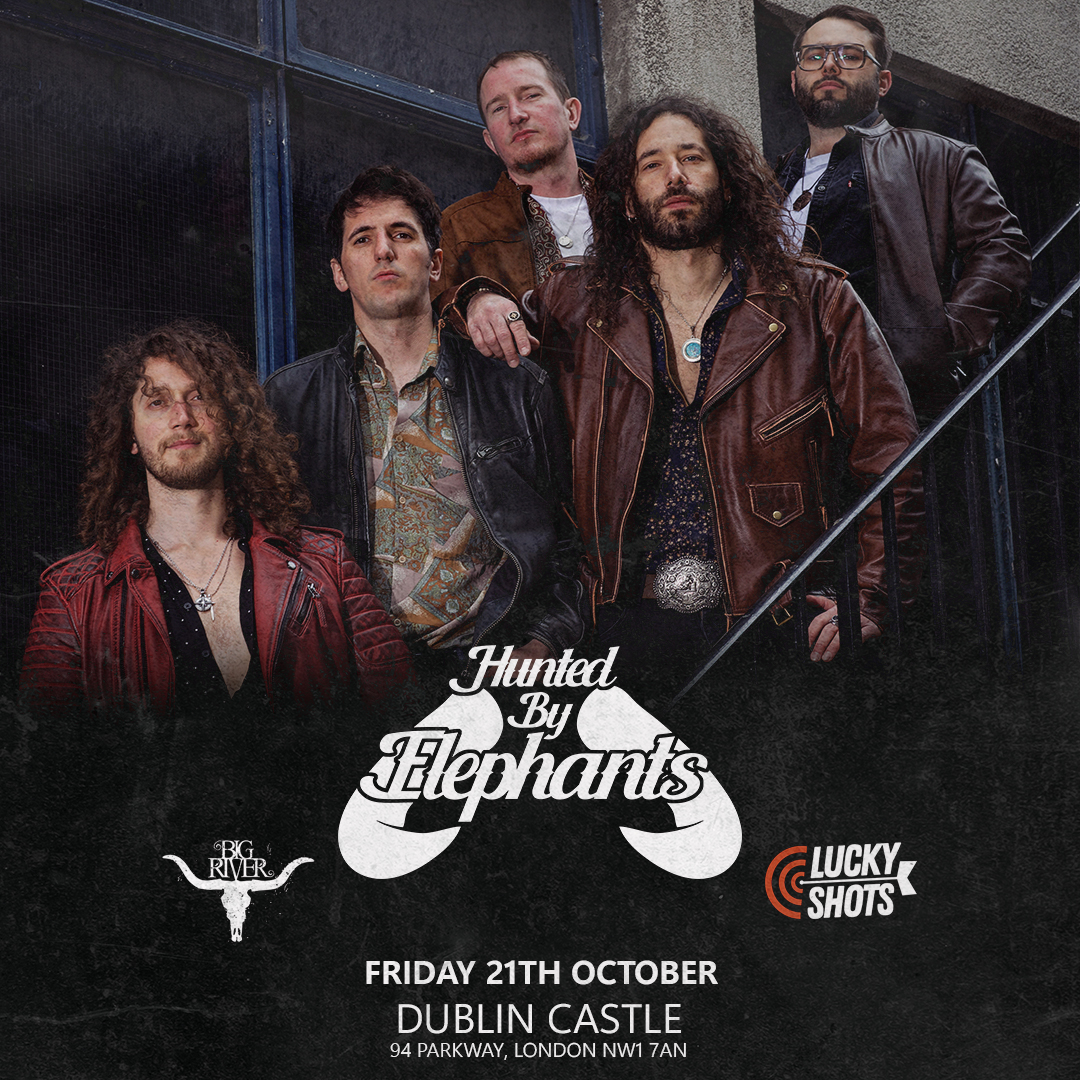 Hunted
By
Elephants
BIG
RIVER
LUCKY
SHOTS
FRIDAY 21TH OCTOBER
DUBLIN CASTLE
94 PARKWAY, LONDON NW1 7AN